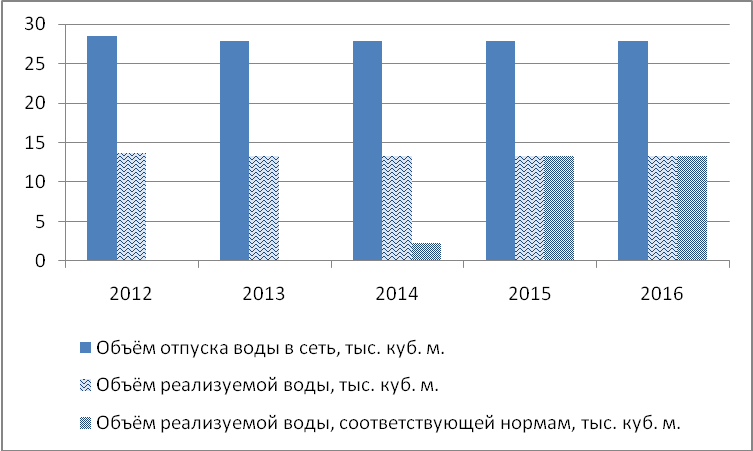 30
25
20
15
10
5
0
2012 2013 2014 2015 2016
Объём отпуска воды в сеть, тыс. куб. м.
Объём реализуемой воды, тыс. куб. м.
Объём реализуемой воды, соответствующей нормам, тыс. куб. м.